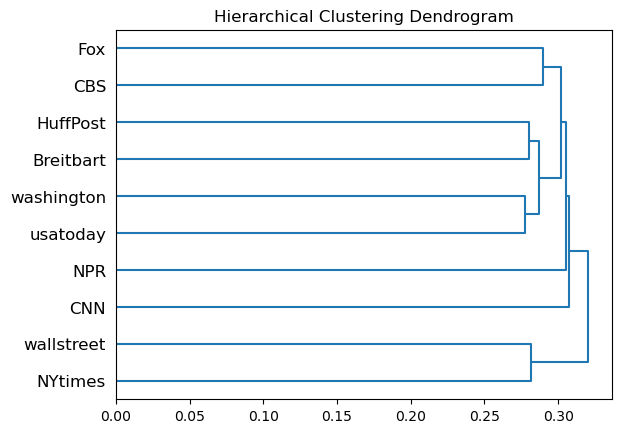 Hierarchical Clustering Dendrogram
Fox
CBS
HuffPost
Breitbart
washington
usatoday
NPR
CNN
wallstreet
NYtimes
0.00 0.05 0.10 0.15 0.20 0.25 0.30